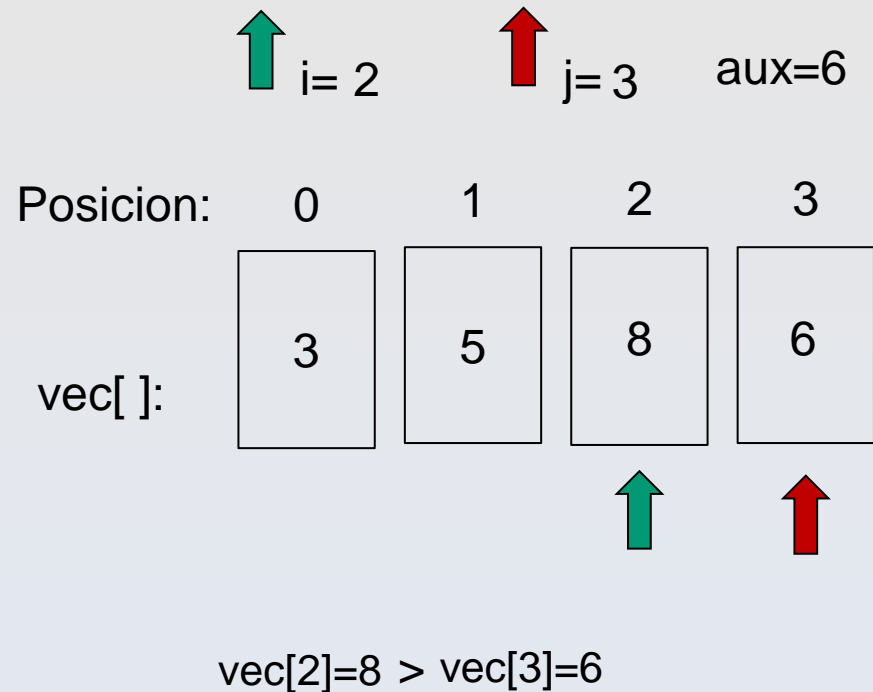 i= 2 j= 3 aux=6
Posicion: 0 1 2 3
vec[ ]: 3 5 8 6
vec[2]=8 > vec[3]=6